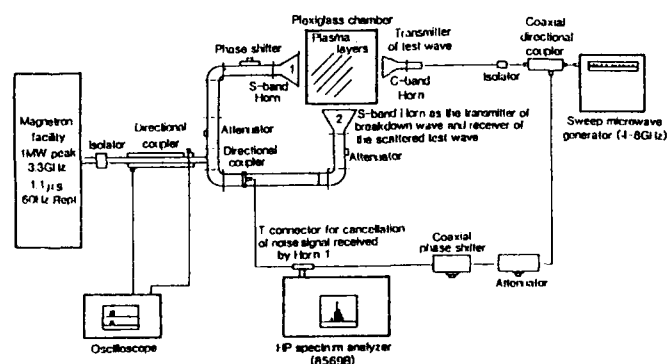 Plexiglass chamber
Plasma
layers
Transmitter
of test wave
Coaxial
directional
coupler
Phase shifter
1
S-band
Horn
C-band
Horn
Isolator
Sweep microwave
generator (4-8GHz)
Magnetron
facility
1MW peak
3.3GHz
1.1 μs
60Hz Rept
Isolator
Directional
coupler
Attenuator
Directional
coupler
2
S-band Horn as the transmitter of
breakdown wave and receiver of
the scattered test wave
Attenuator
T connector for cancellation
of noise signal received
by Horn 1
Coaxial
phase shifter
Attenuator
Oscilloscope
HP spectrum analyzer
(8569B)